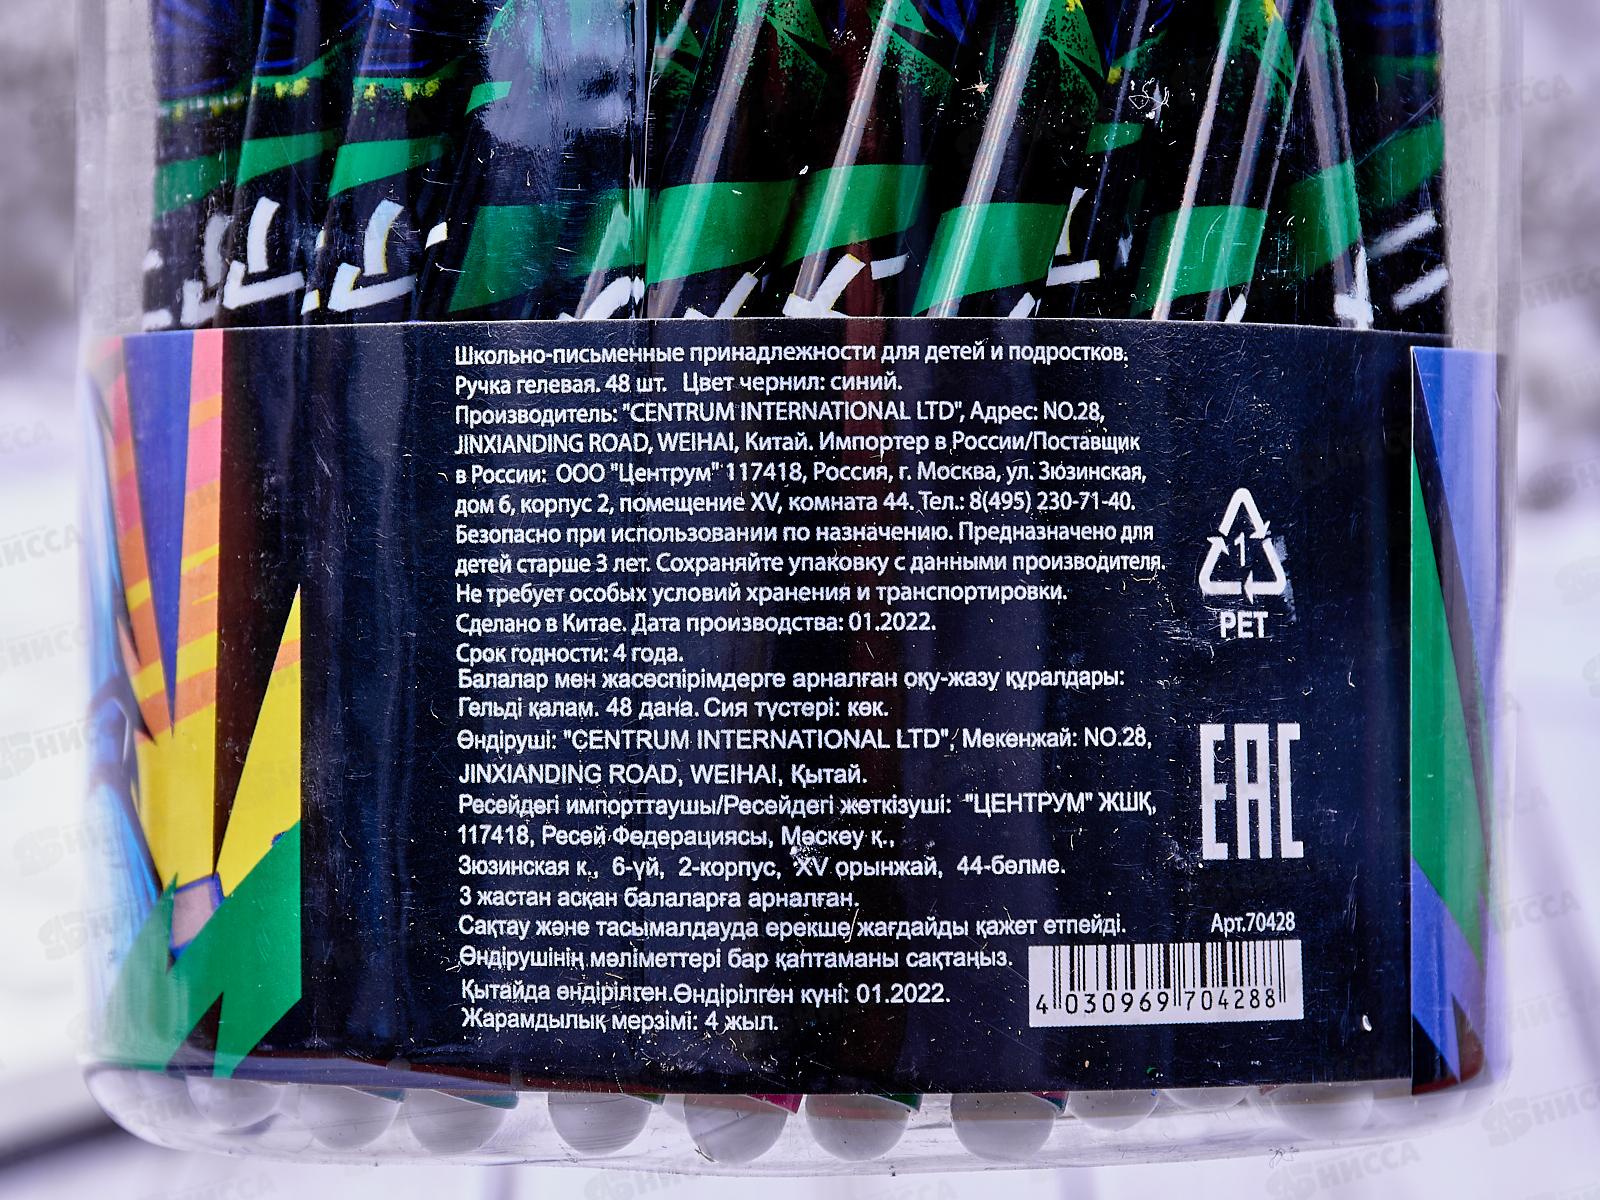 Школьно-письменные принадлежности для детей и подростков.
Ручка гелевая. 48 шт. Цвет чернил: синий.
Производитель: "CENTRUM INTERNATIONAL LTD", Адрес: NO.28,
JINXIANDING ROAD, WEIHAI, Китай. Импортер в России/Поставщик
в России: ООО "Центрум" 117418, Россия, г. Москва, ул. Зюзинская,
дом 6, корпус 2, помещение XV, комната 44. Тел.: 8(495) 230-71-40.
Безопасно при использовании по назначению. Предназначено для
детей старше 3 лет. Сохраняйте упаковку с данными производителя.
Не требует особых условий хранения и транспортировки.
Сделано в Китае. Дата производства: 01.2022.
Срок годности: 4 года.
Балалар мен жасөспірімдерге арналған оқу-жазу құралдары:
Гельді қалам. 48 дана. Сия түстері: көк.
Өндіруші: "CENTRUM INTERNATIONAL LTD", Мекенжай: NO.28,
JINXIANDING ROAD, WEIHAI, Қытай.
Ресейдегі импорттаушы/Ресейдегі жеткізуші: "ЦЕНТРУМ" ЖШҚ,
117418, Ресей Федерациясы, Мәскеу қ.,
Зюзинская к., 6-үй, 2-корпус, XV орынжай, 44-бөлме.
3 жастан асқан балаларға арналған.
Сақтау және тасымалдауда ерекше жағдайды қажет етпейді.
Өндірушінің мәліметтері бар қаптаманы сақтаңыз.
Қытайда өндірілген.Өндірілген күні: 01.2022.
Жарамдылық мерзімі: 4 жыл.
1
PET
EAC
Арт.70428
4 030969 704288
НИССА